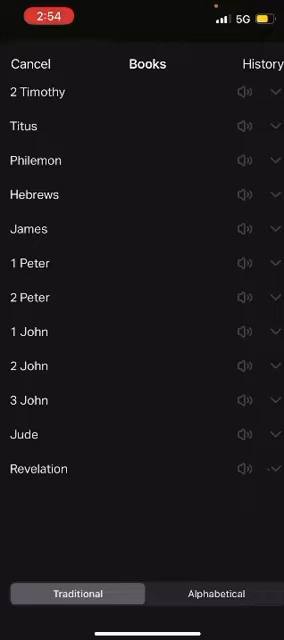 2:54
5G
Cancel
Books
History
2 Timothy
Titus
Philemon
Hebrews
James
1 Peter
2 Peter
1 John
2 John
3 John
Jude
Revelation
Traditional
Alphabetical